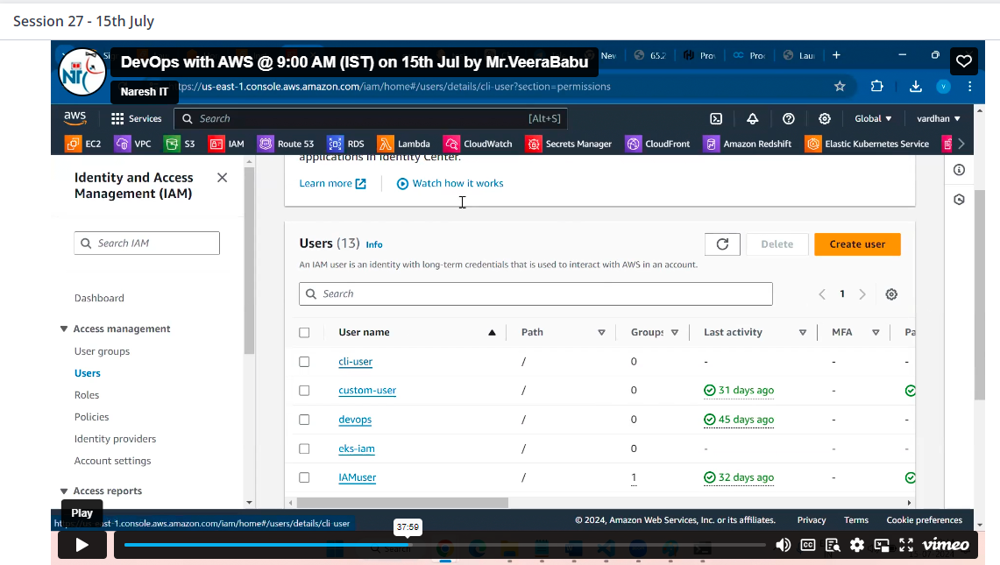 Session 27 - 15th July
DevOps with AWS @ 9:00 AM (IST) on 15th Jul by Mr.VeeraBabu
Nev
65.2
Pro
Proc
Lau
Naresh IT
ps://us-east-1.console.aws.amazon.com/iam/home#/users/details/cli-user?section=permissions
aws
Services
Search
[Alt+S]
Global
vardhan
EC2
VPC
S3
IAM
Route 53
RDS
Lambda
CloudWatch
Secrets Manager
CloudFront
Amazon Redshift
Elastic Kubernetes Service
Identity and Access
Management (IAM)
Search IAM
Dashboard
Access management
User groups
Users
Roles
Policies
Identity providers
Account settings
Access reports
applications in Identity Center.
Learn more
Watch how it works
Users (13) Info
Delete
Create user
An IAM user is an identity with long-term credentials that is used to interact with AWS in an account.
Search
1
User name Path Groups Last activity MFA Pa
cli-user / 0 - - -
custom-user / 0 31 days ago -
devops / 0 45 days ago - -
eks-iam / 0 - - -
IAMuser / 1 32 days ago -
Play
https://us-east-1.console.aws.amazon.com/iam/home#/users/details/cli-user
© 2024, Amazon Web Services, Inc. or its affiliates. Privacy Terms Cookie preferences
37:59
CC
vimeo
Search